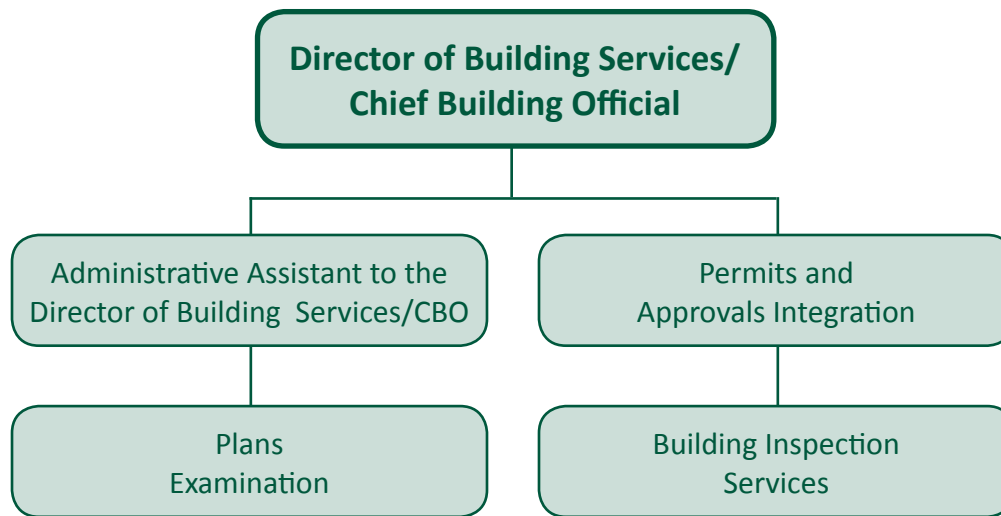 Director of Building Services/
Chief Building Official
Administrative Assistant to the
Director of Building Services/CBO
Permits and
Approvals Integration
Plans
Examination
Building Inspection
Services